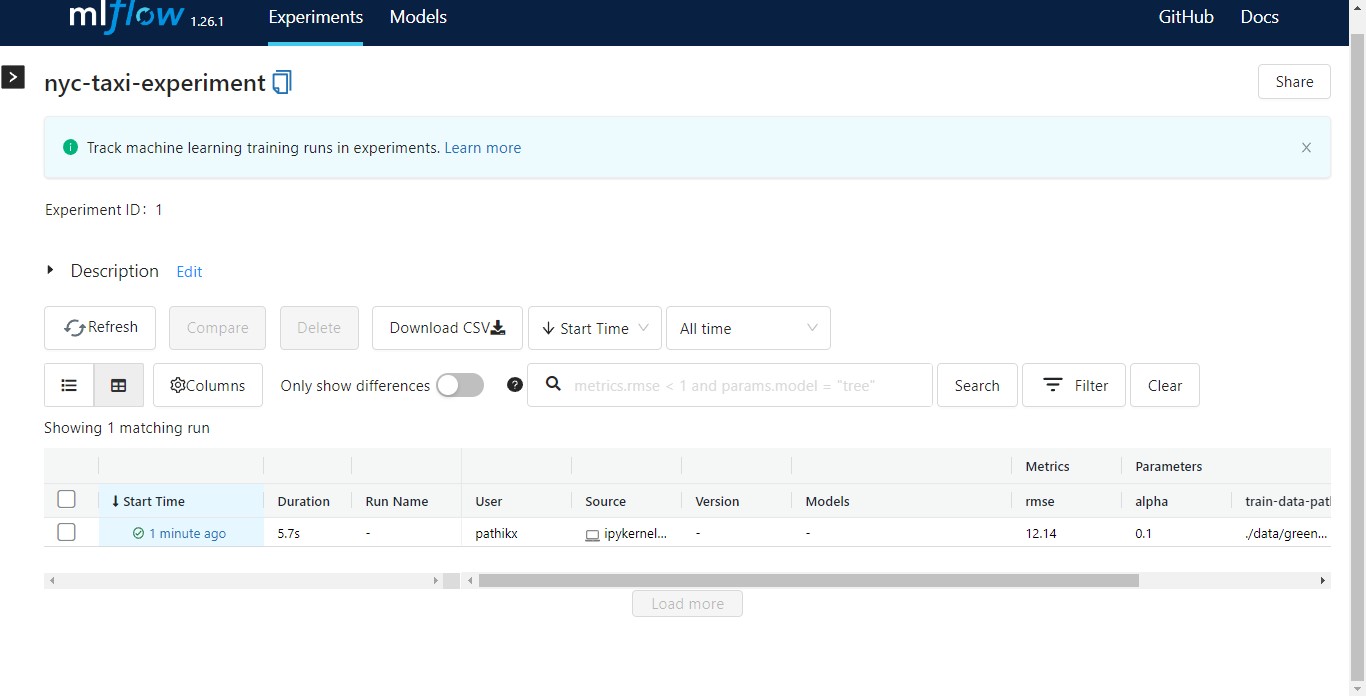 mlflow 1.26.1 Experiments Models GitHub Docs
nyc-taxi-experiment Share
Track machine learning training runs in experiments. Learn more
Experiment ID: 1
Description Edit
Refresh Compare Delete Download CSV Start Time All time
Columns Only show differences metrics.rmse < 1 and params.model = "tree" Search Filter Clear
Showing 1 matching run
Metrics Parameters
Start Time Duration Run Name User Source Version Models rmse alpha train-data-pat
1 minute ago 5.7s - pathikx ipykernel... - - 12.14 0.1 ./data/green...
Load more